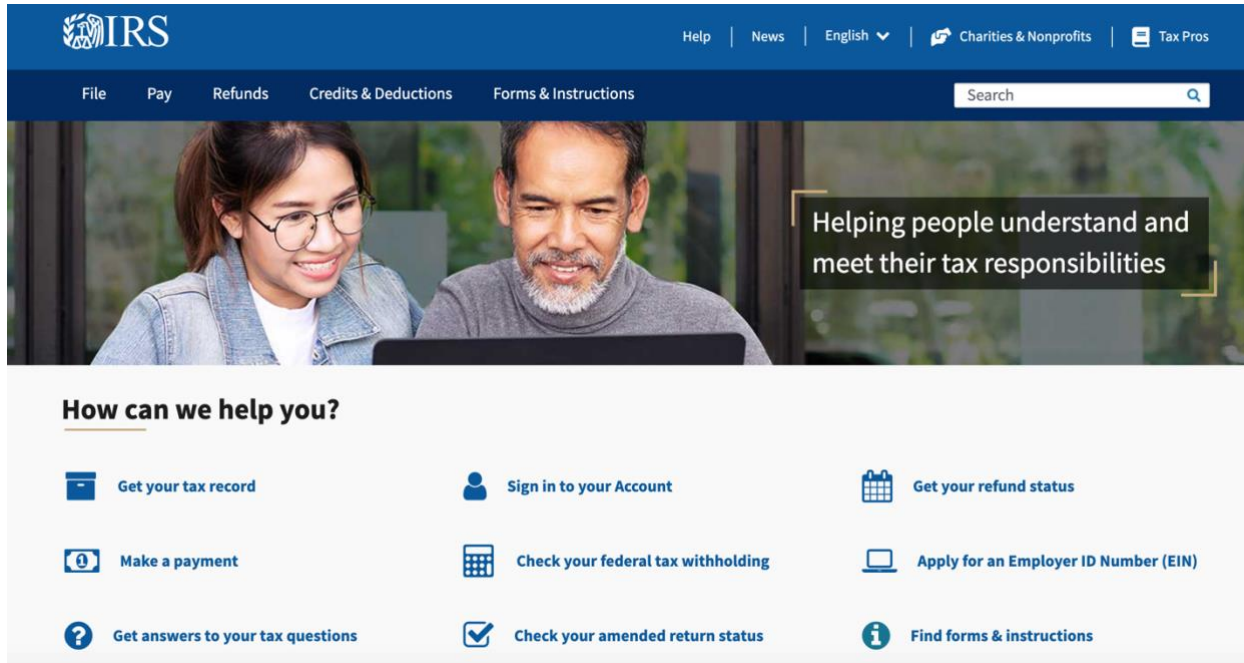 IRS
Help | News | English | Charities & Nonprofits | Tax Pros
File Pay Refunds Credits & Deductions Forms & Instructions Search
Helping people understand and
meet their tax responsibilities
How can we help you?
Get your tax record Sign in to your Account Get your refund status
Make a payment Check your federal tax withholding Apply for an Employer ID Number (EIN)
Get answers to your tax questions Check your amended return status Find forms & instructions